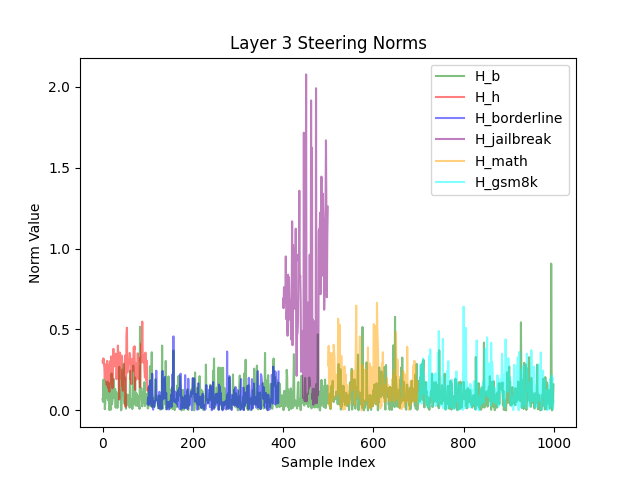 Layer 3 Steering Norms
H_b
H_h
H_borderline
H_jailbreak
H_math
H_gsm8k
2.0
1.5
1.0
0.5
0.0
Norm Value
0
200
400
600
800
1000
Sample Index